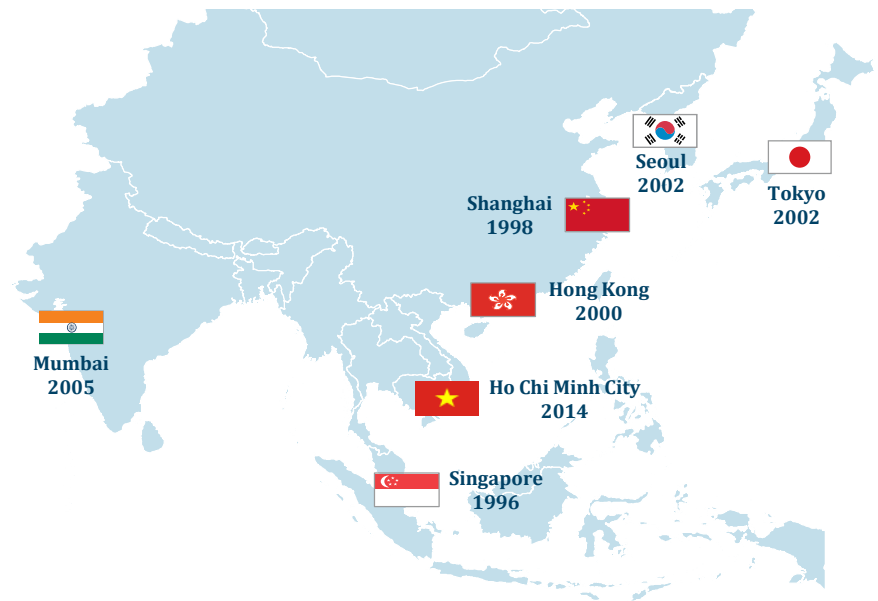 Seoul
2002
Tokyo
2002
Shanghai
1998
Hong Kong
2000
Mumbai
2005
Ho Chi Minh City
2014
Singapore
1996